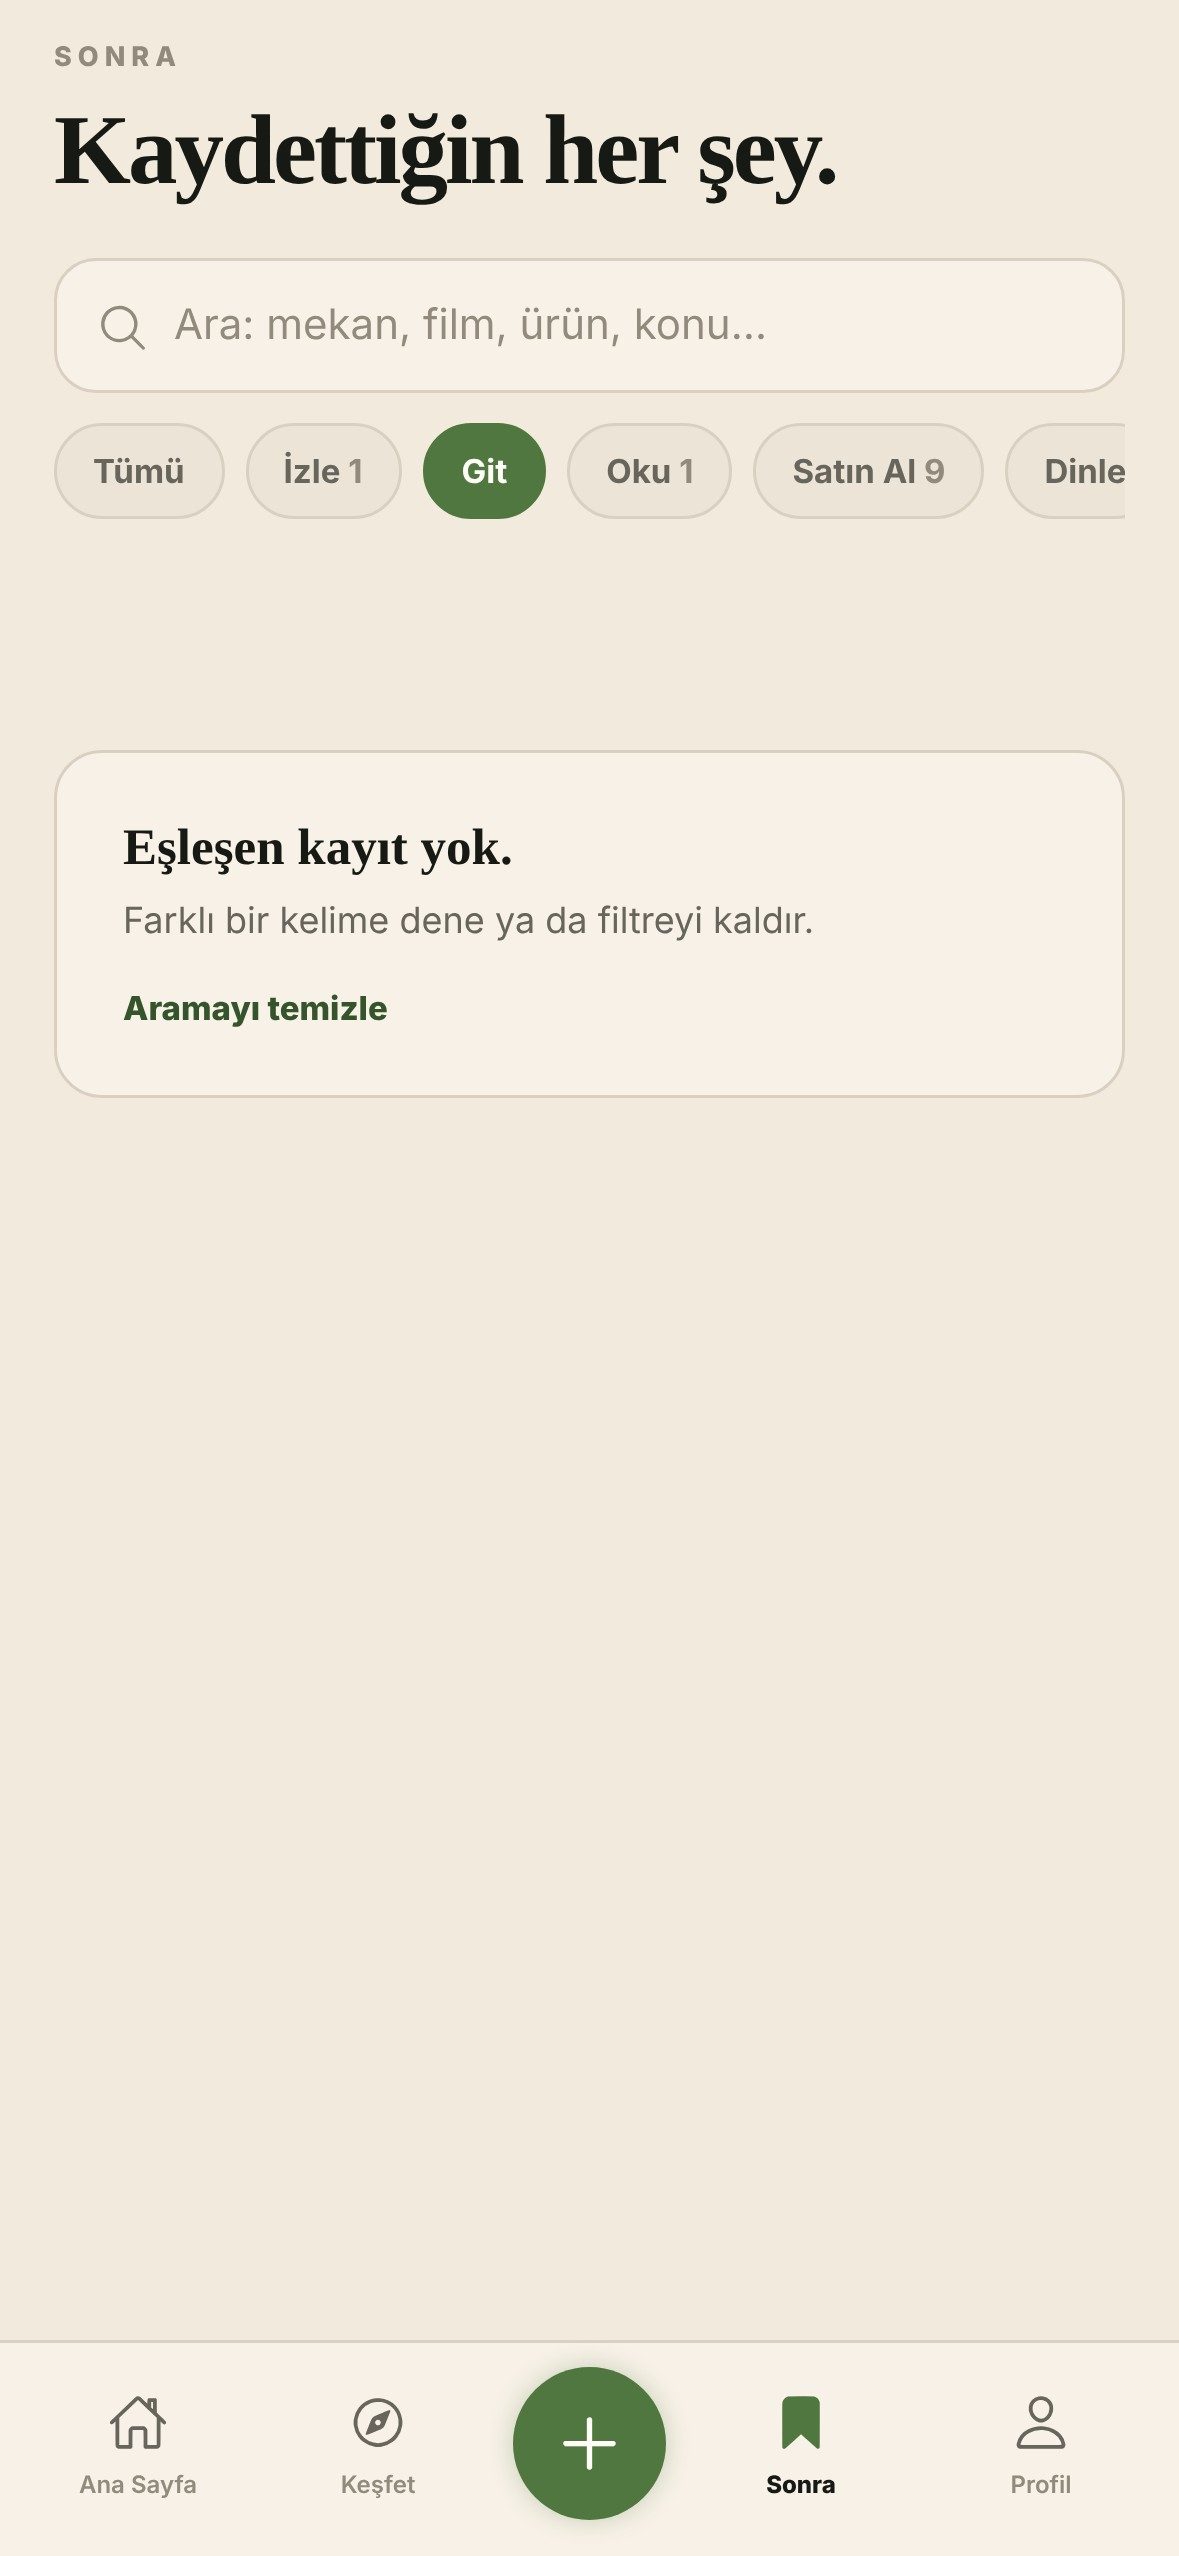 SONRA
Kaydettiğin her şey.
Ara: mekan, film, ürün, konu...
Tümü İzle 1 Git Oku 1 Satın Al 9 Dinle
Eşleşen kayıt yok.
Farklı bir kelime dene ya da filtreyi kaldır.
Aramayı temizle
Ana Sayfa Keşfet Sonra Profil